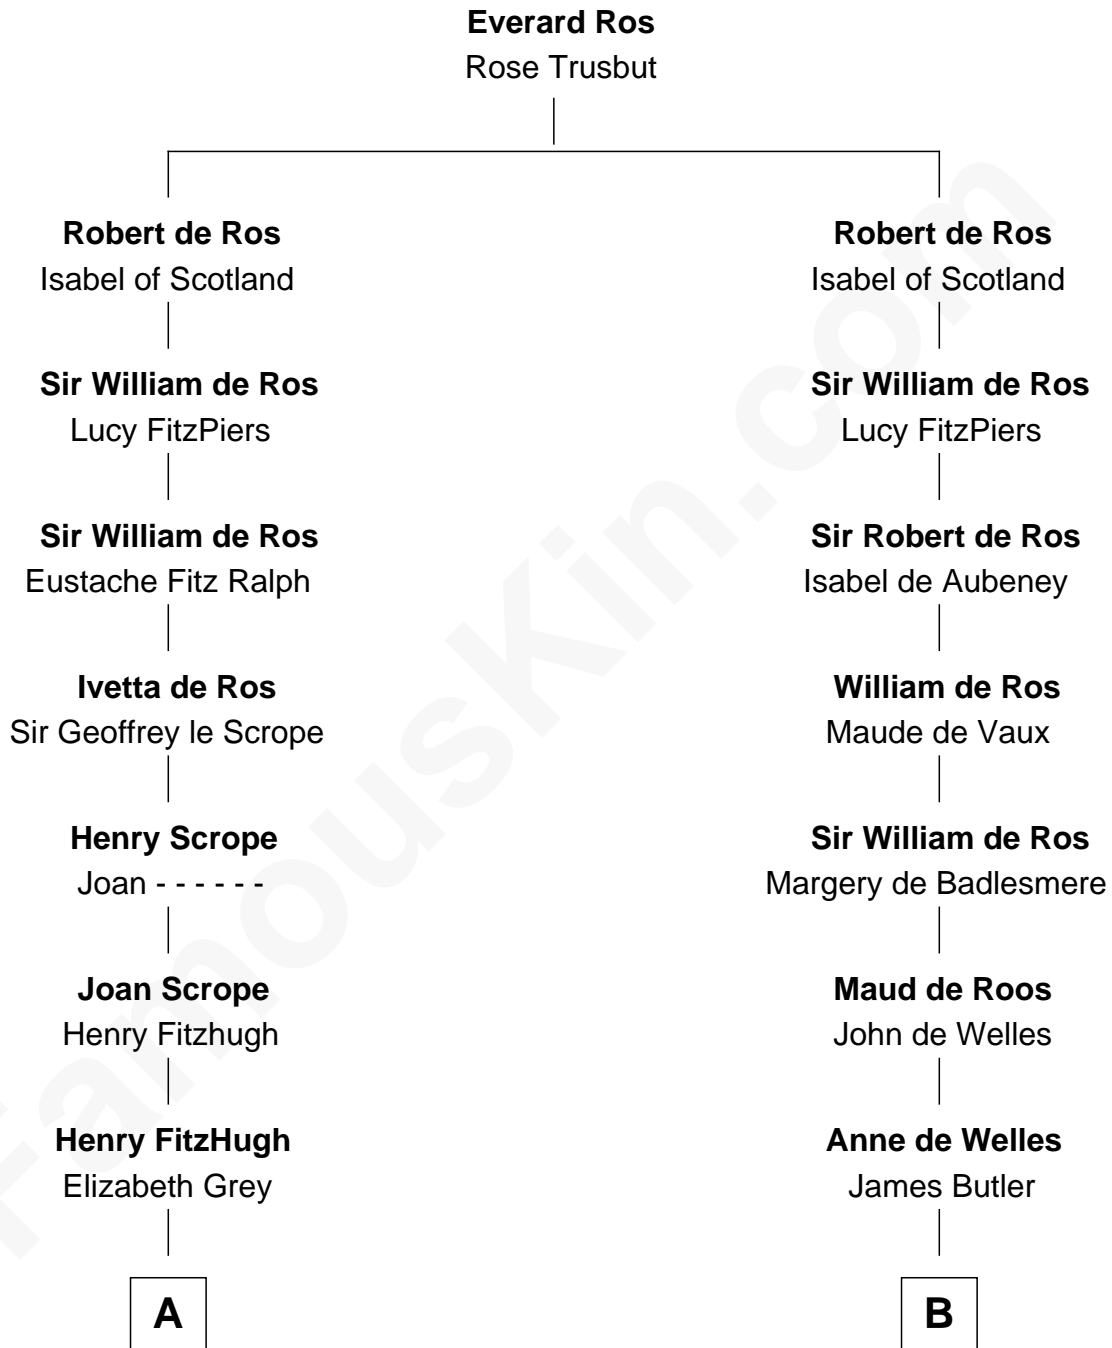 Everard Ros
Rose Trusbut
Robert de Ros
Isabel of Scotland
Sir William de Ros
Lucy FitzPiers
Sir William de Ros
Eustache Fitz Ralph
Ivetta de Ros
Sir Geoffrey le Scrope
Henry Scrope
Joan - - - - - -
Joan Scrope
Henry Fitzhugh
Henry FitzHugh
Elizabeth Grey
A
Robert de Ros
Isabel of Scotland
Sir William de Ros
Lucy FitzPiers
Sir Robert de Ros
Isabel de Aubeney
William de Ros
Maude de Vaux
Sir William de Ros
Margery de Badlesmere
Maud de Roos
John de Welles
Anne de Welles
James Butler
B
FamousKin.com